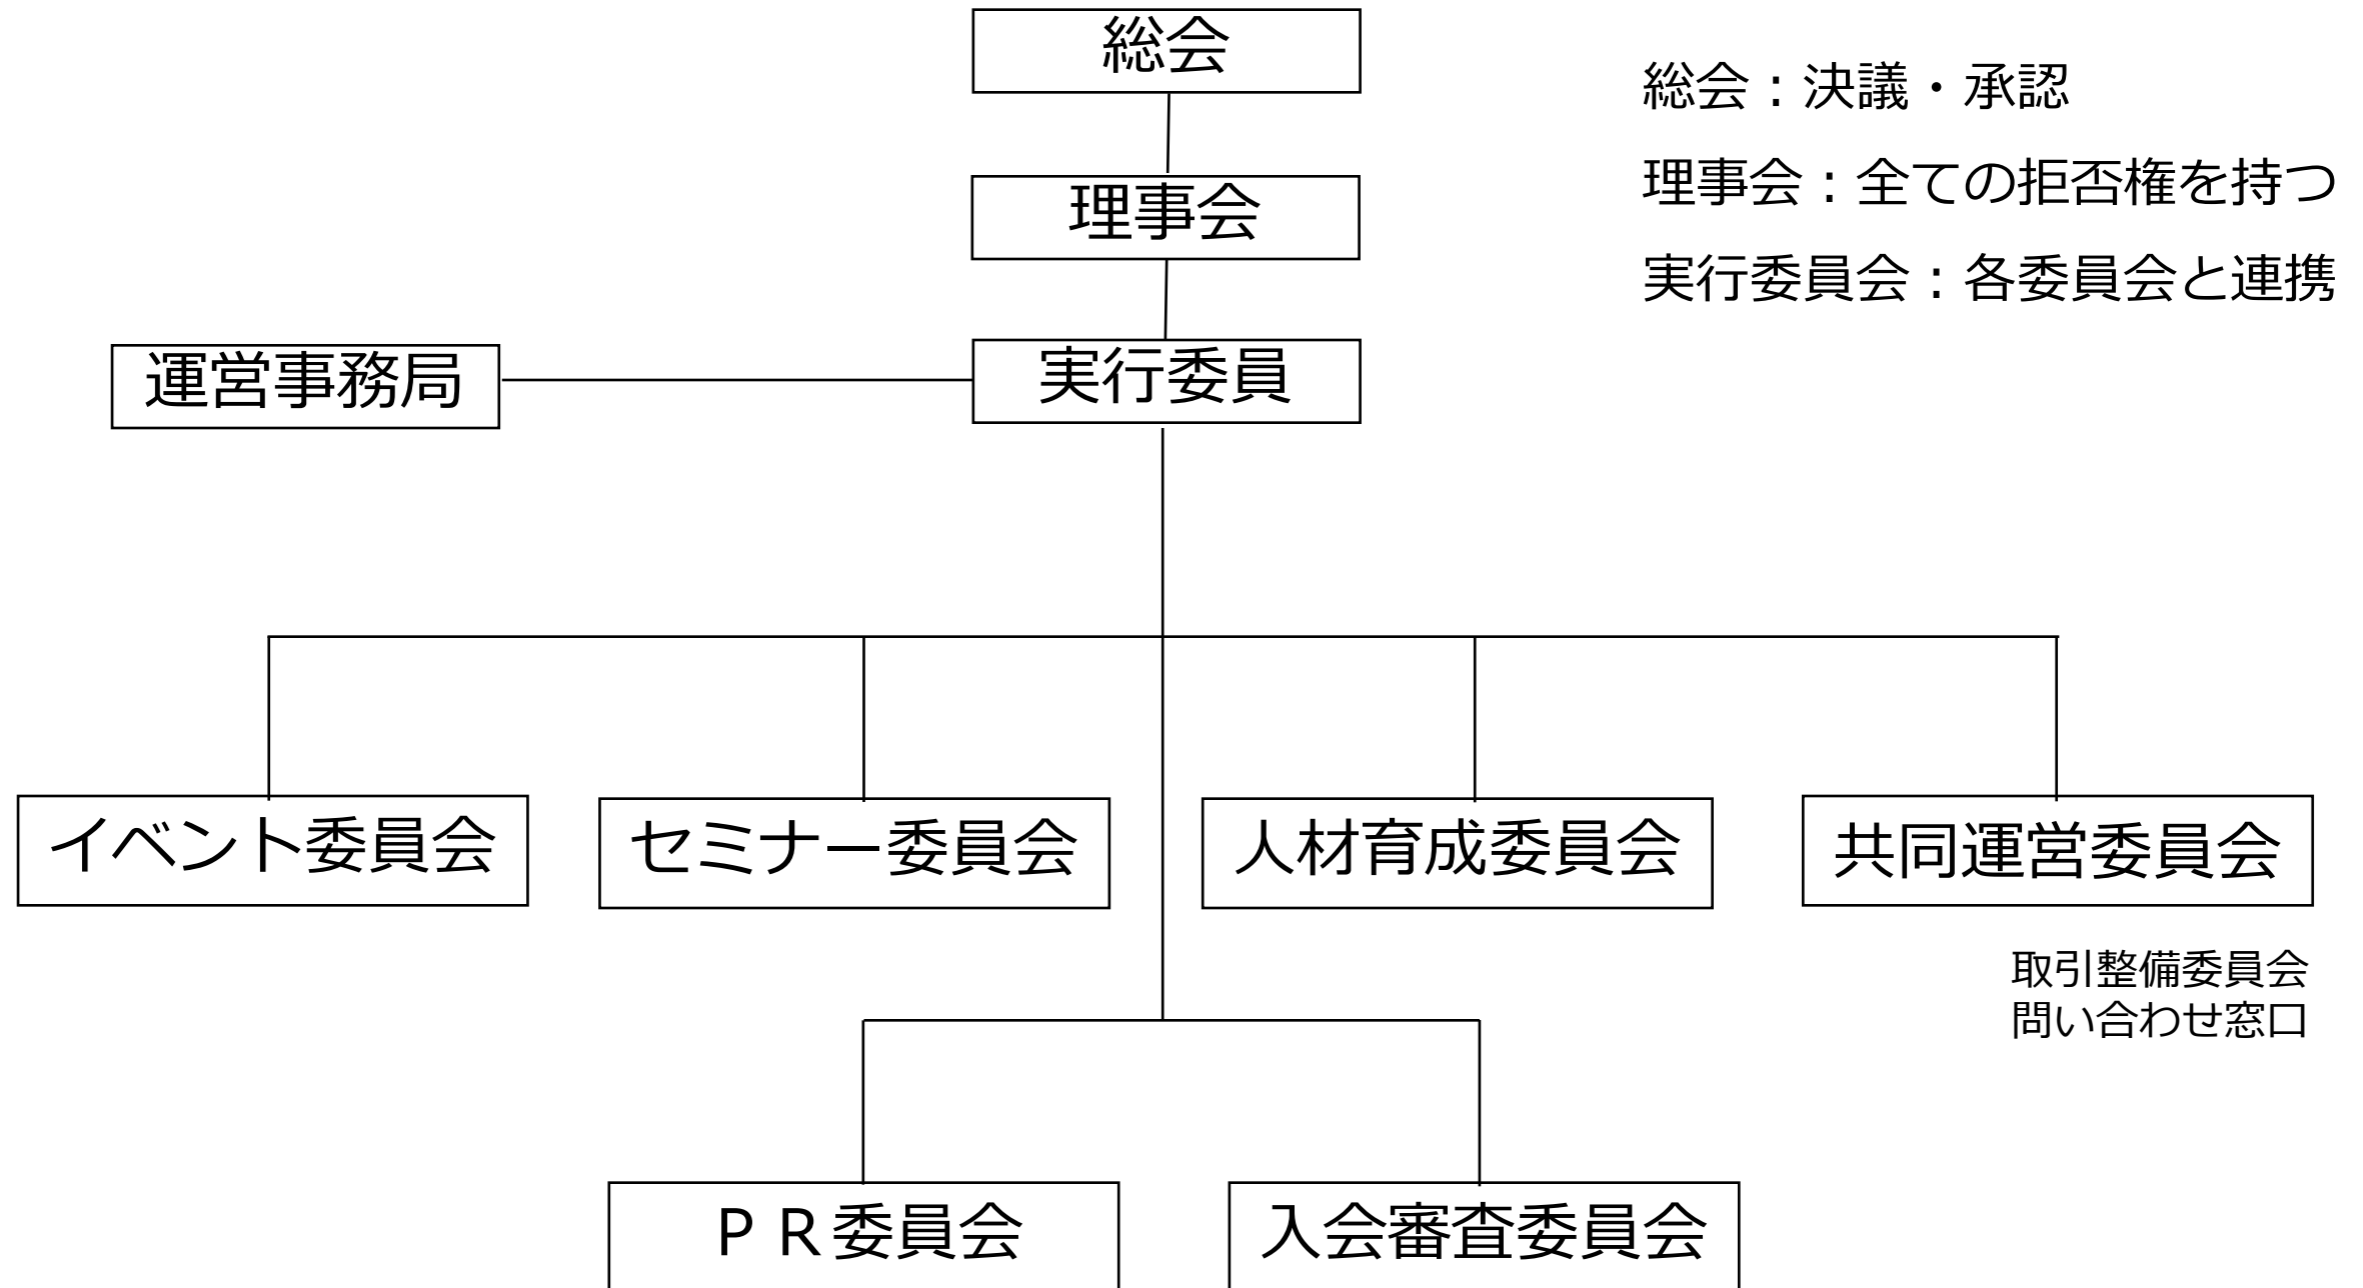 総会
総会：決議・承認
理事会：全ての拒否権を持つ
理事会
実行委員会：各委員会と連携
運営事務局
実行委員
イベント委員会
セミナー委員会
人材育成委員会
共同運営委員会
取引整備委員会
問い合わせ窓口
ＰＲ委員会
入会審査委員会